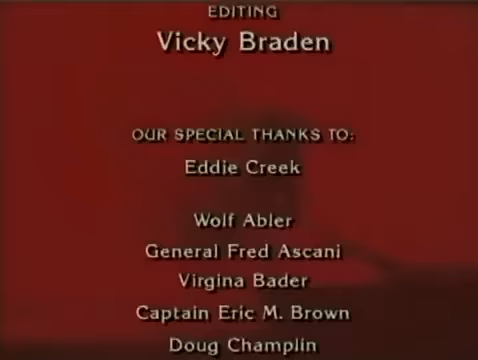 EDITING
Vicky Braden
OUR SPECIAL THANKS TO:
Eddie Creek
Wolf Abler
General Fred Ascani
Virgina Bader
Captain Eric M. Brown
Doug Champlin